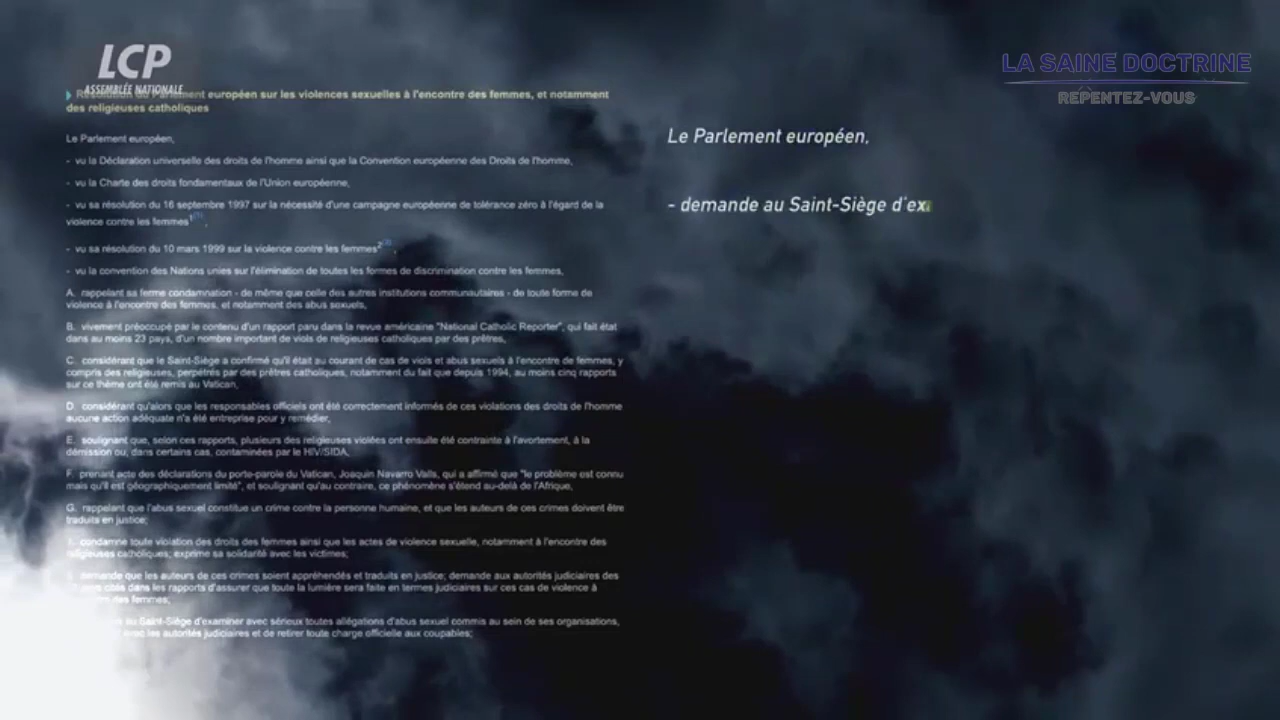 LCP
ASSEMBLÉE NATIONALE
LA SAINE DOCTRINE
REPENTEZ-VOUS
Résolution du Parlement européen sur les violences sexuelles à l'encontre des femmes, et notamment
des religieuses catholiques
Le Parlement européen,
- vu la Déclaration universelle des droits de l'homme ainsi que la Convention européenne des Droits de l'homme,
- vu la Charte des droits fondamentaux de l'Union européenne,
- vu sa résolution du 16 septembre 1997 sur la nécessité d'une campagne européenne de tolérance zéro à l'égard de la
violence contre les femmes1,
- vu sa résolution du 10 mars 1999 sur la violence contre les femmes2,
- vu la convention des Nations unies sur l'élimination de toutes les formes de discrimination contre les femmes,
A. rappelant sa ferme condamnation - de même que celle des autres institutions communautaires - de toute forme de
violence à l'encontre des femmes, et notamment des abus sexuels,
B. vivement préoccupé par le contenu d'un rapport paru dans la revue américaine "National Catholic Reporter", qui fait état
dans au moins 23 pays, d'un nombre important de viols de religieuses catholiques par des prêtres,
C. considérant que le Saint-Siège a confirmé qu'il était au courant de cas de viols et abus sexuels à l'encontre de femmes, y
compris des religieuses, perpétrés par des prêtres catholiques, notamment du fait que depuis 1994, au moins cinq rapports
sur ce thème ont été remis au Vatican,
D. considérant qu'alors que les responsables officiels ont été correctement informés de ces violations des droits de l'homme
aucune action adéquate n'a été entreprise pour y remédier,
E. soulignant que, selon ces rapports, plusieurs des religieuses violées ont ensuite été contrainte à l'avortement, à la
démission ou, dans certains cas, contaminées par le HIV/SIDA,
F. prenant acte des déclarations du porte-parole du Vatican, Joaquin Navarro Valls, qui a affirmé que "le problème est connu
mais qu'il est géographiquement limité", et soulignant qu'au contraire, ce phénomène s'étend au-delà de l'Afrique,
G. rappelant que l'abus sexuel constitue un crime contre la personne humaine, et que les auteurs de ces crimes doivent être
traduits en justice;
condamne toute violation des droits des femmes ainsi que les actes de violence sexuelle, notamment à l'encontre des
religieuses catholiques; exprime sa solidarité avec les victimes;
demande que les auteurs de ces crimes soient appréhendés et traduits en justice; demande aux autorités judiciaires des
cités dans les rapports d'assurer que toute la lumière sera faite en termes judiciaires sur ces cas de violence à
des femmes;
au Saint-Siège d'examiner avec sérieux toutes allégations d'abus sexuel commis au sein de ses organisations,
avec les autorités judiciaires et de retirer toute charge officielle aux coupables;
Le Parlement européen,
- demande au Saint-Siège d'ex